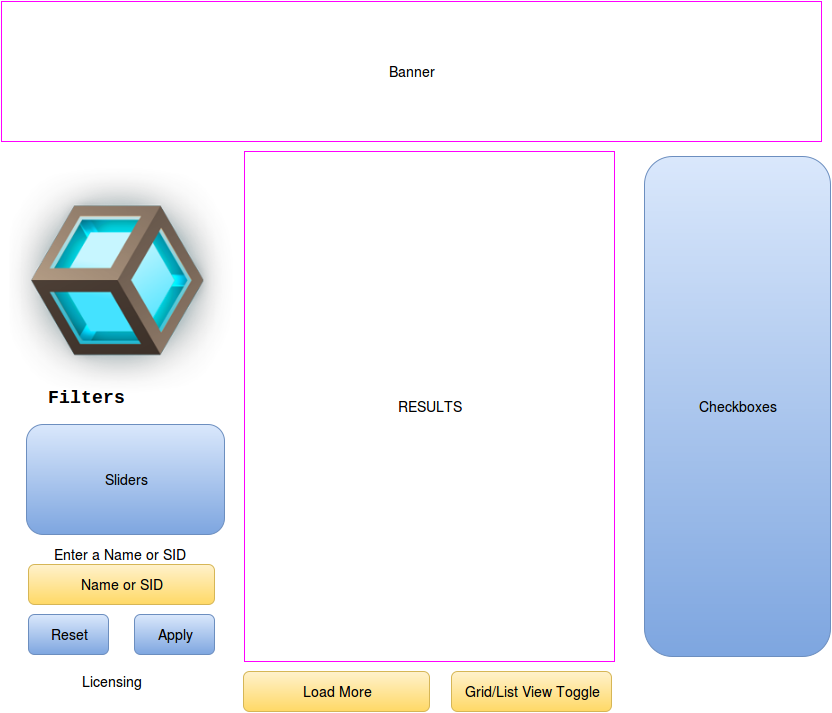 Banner
Filters
Sliders
Enter a Name or SID
Name or SID
Reset
Apply
Licensing
RESULTS
Load More
Grid/List View Toggle
Checkboxes